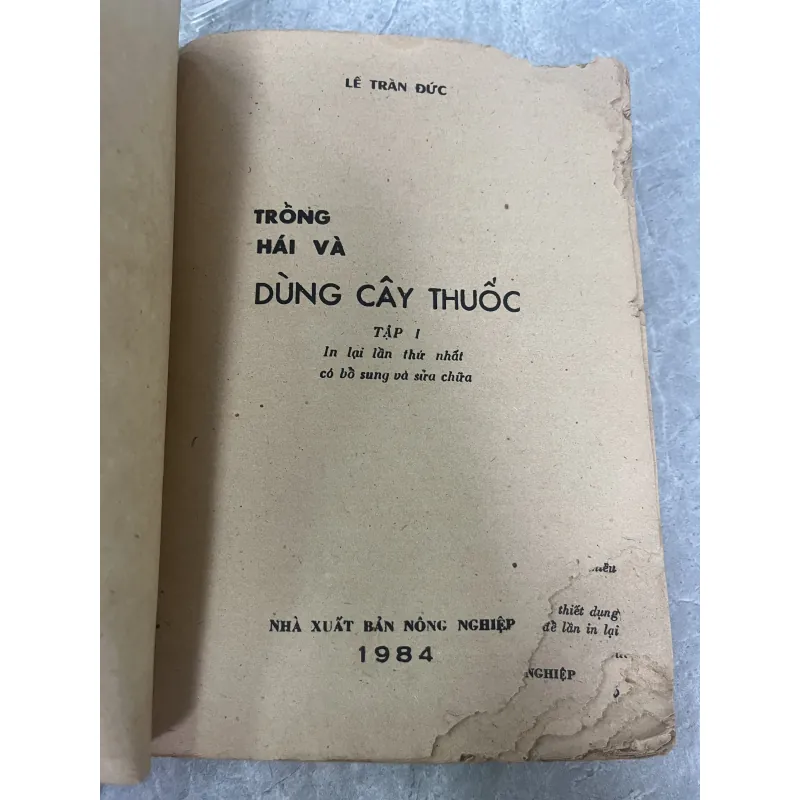 LÊ TRẦN ĐỨC
TRỒNG
HÁI VÀ
DÙNG CÂY THUỐC
TẬP I
In lại lần thứ nhất
có bổ sung và sửa chữa
thiết dụng
để lần in lại
NHÀ XUẤT BẢN NÔNG NGHIỆP
1984
NGHIỆP